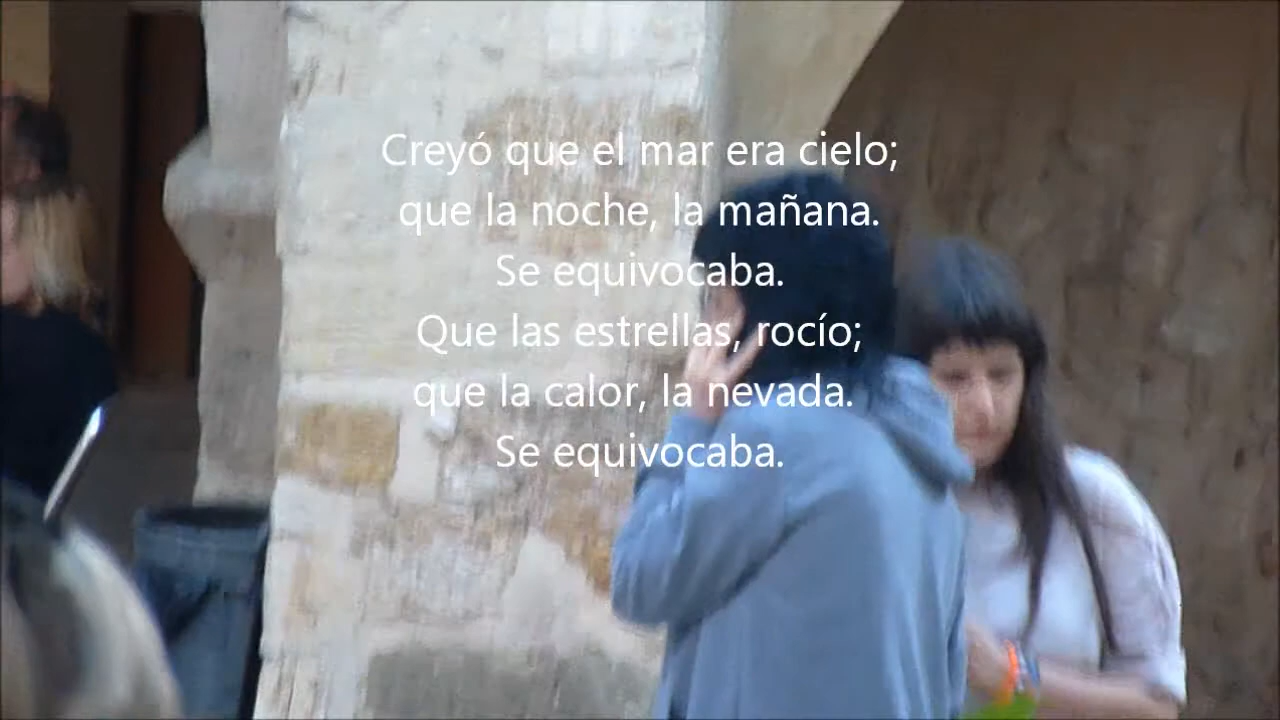 Creyó que el mar era cielo;
que la noche, la mañana.
Se equivocaba.
Que las estrellas, rocío;
que la calor, la nevada.
Se equivocaba.